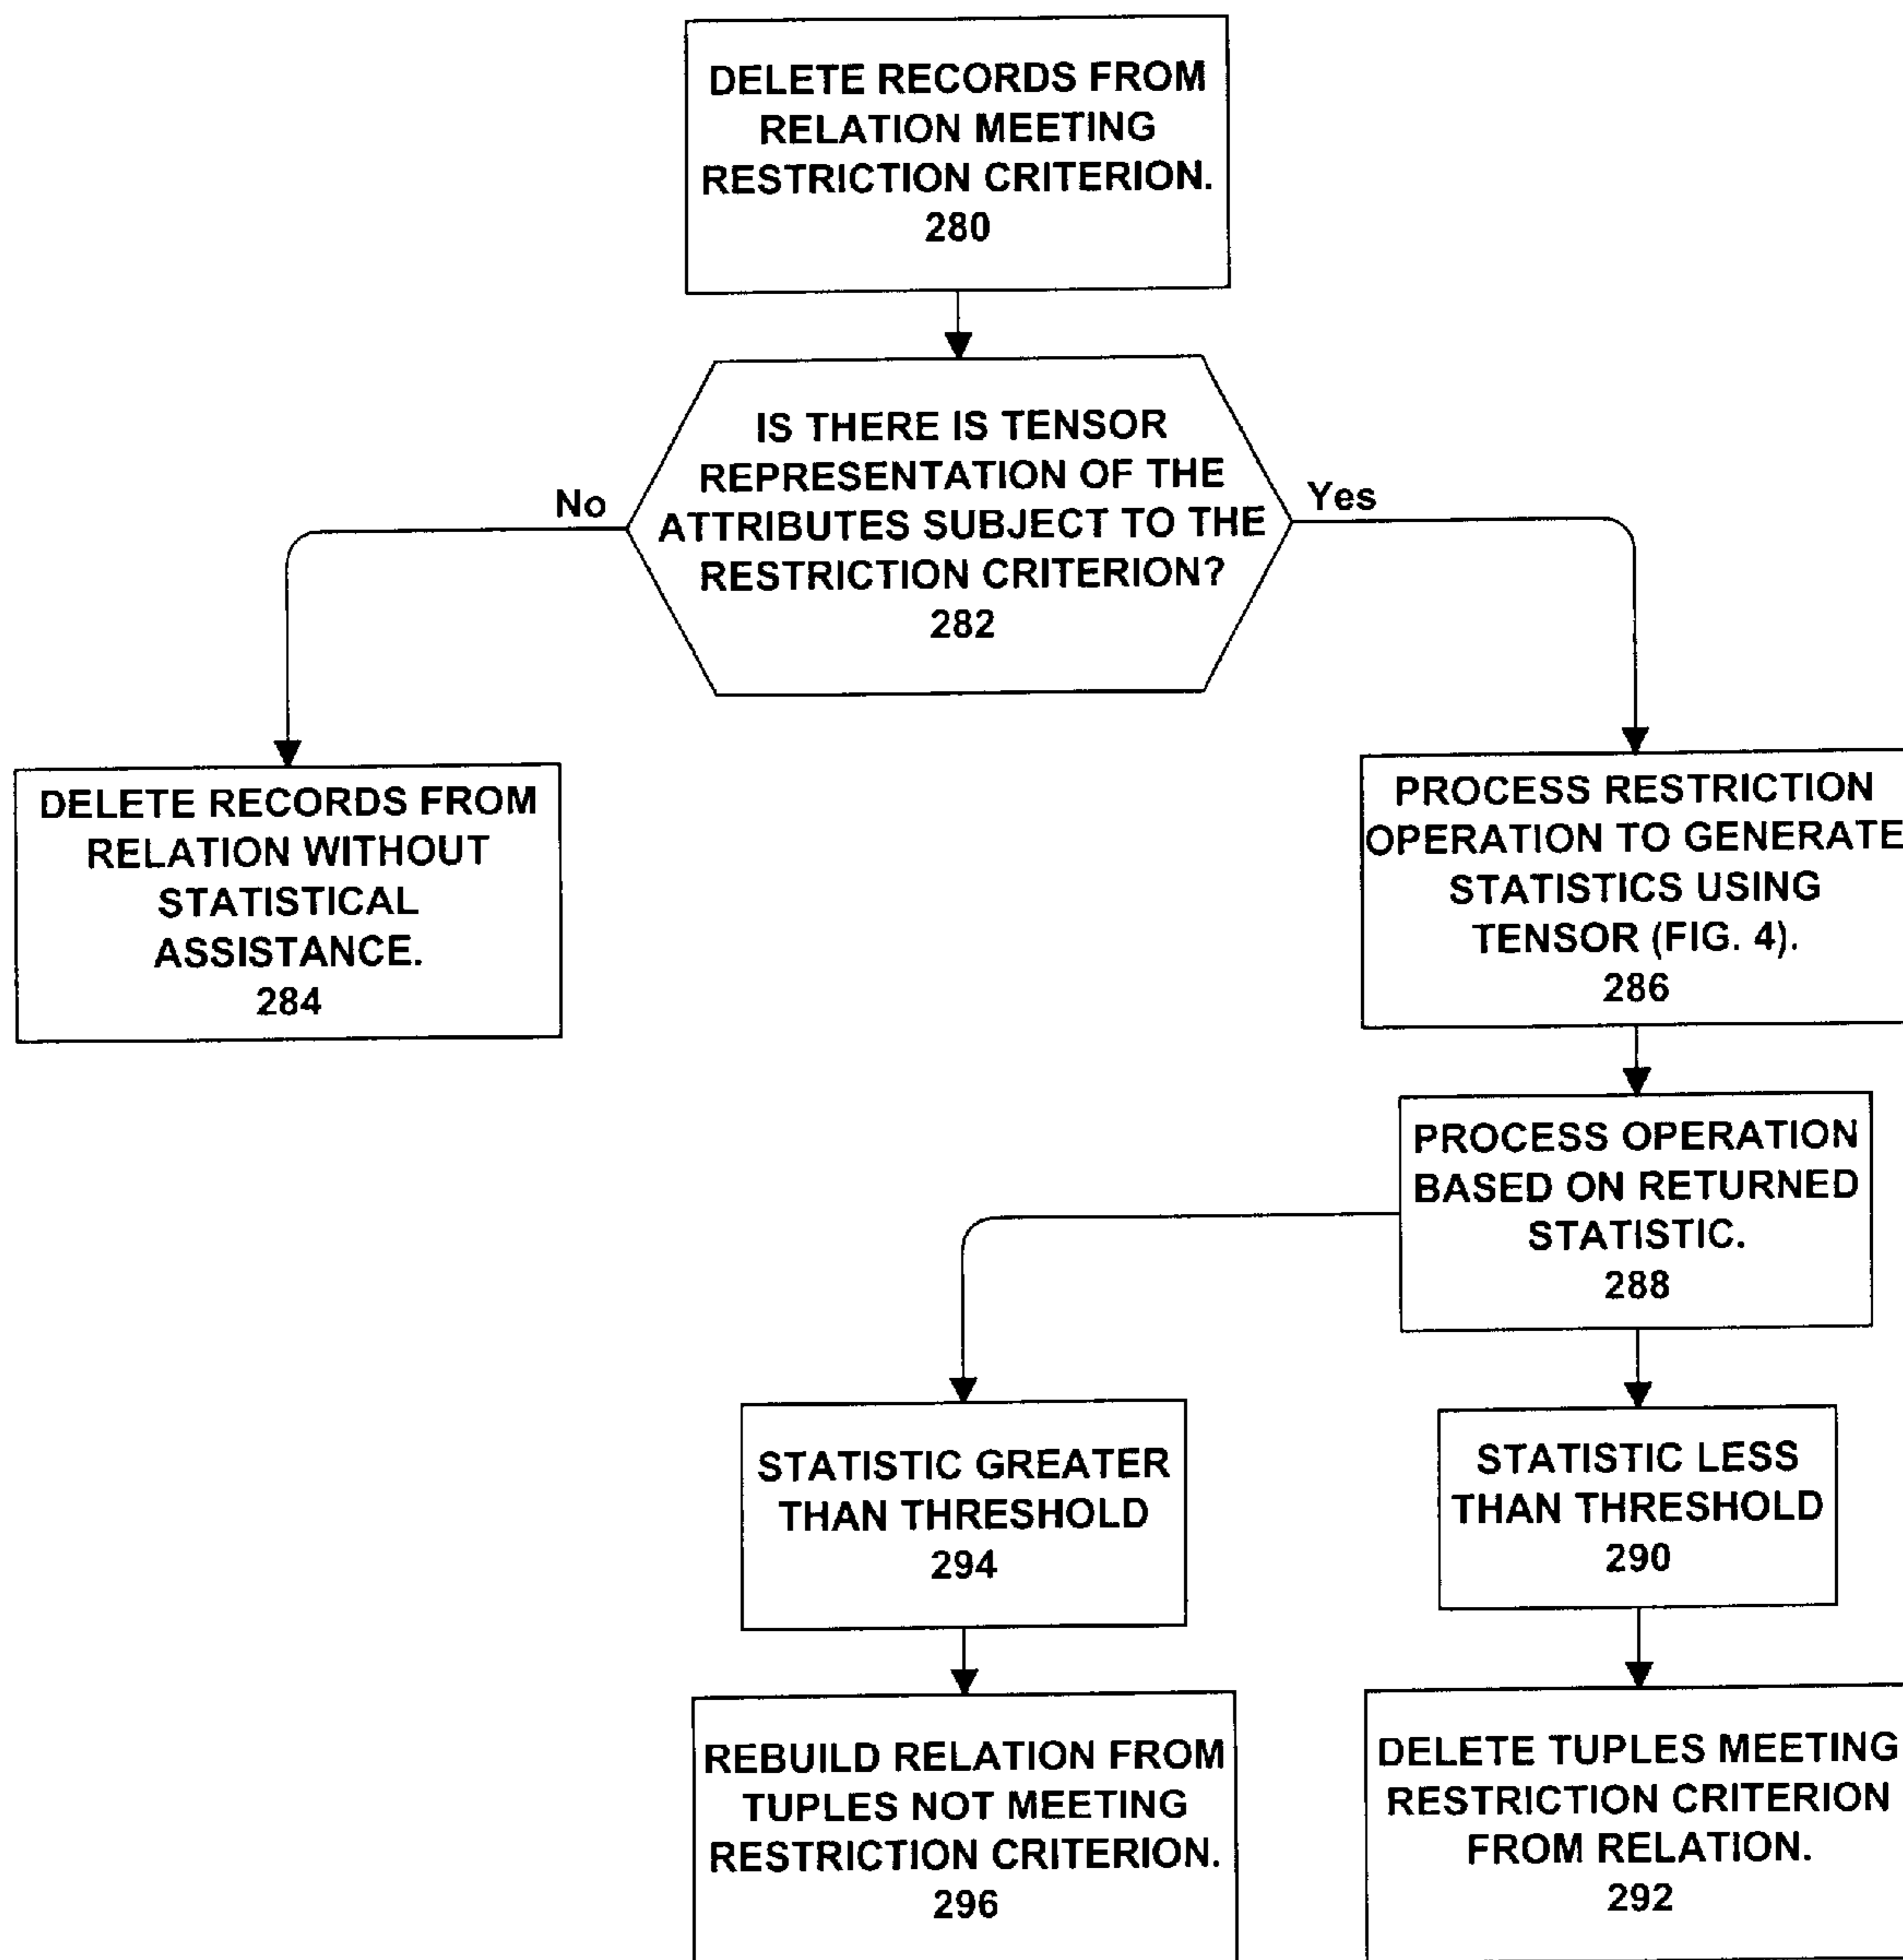 DELETE RECORDS FROM
RELATION MEETING
RESTRICTION CRITERION.
280
IS THERE IS TENSOR
REPRESENTATION OF THE
ATTRIBUTES SUBJECT TO THE
RESTRICTION CRITERION?
282
No
Yes
DELETE RECORDS FROM
RELATION WITHOUT
STATISTICAL
ASSISTANCE.
284
PROCESS RESTRICTION
OPERATION TO GENERATE
STATISTICS USING
TENSOR (FIG. 4).
286
PROCESS OPERATION
BASED ON RETURNED
STATISTIC.
288
STATISTIC GREATER
THAN THRESHOLD
294
STATISTIC LESS
THAN THRESHOLD
290
REBUILD RELATION FROM
TUPLES NOT MEETING
RESTRICTION CRITERION.
296
DELETE TUPLES MEETING
RESTRICTION CRITERION
FROM RELATION.
292